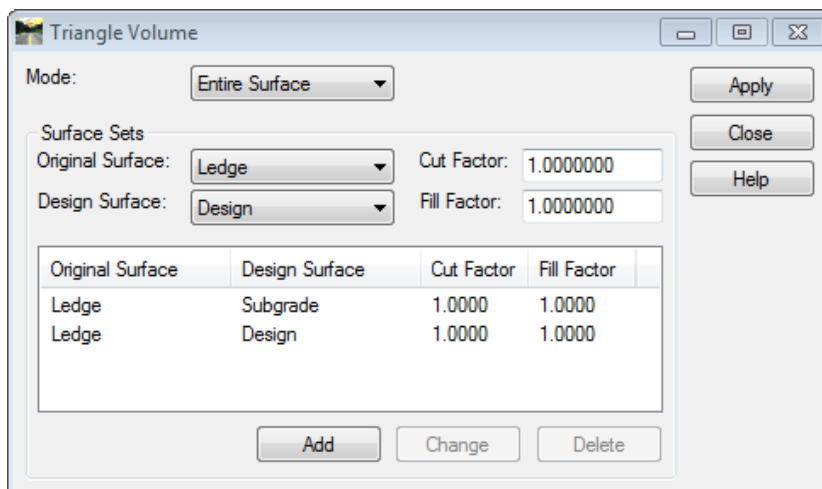 Triangle Volume
Mode: Entire Surface Apply
Surface Sets Close
Original Surface: Ledge Cut Factor: 1.0000000 Help
Design Surface: Design Fill Factor: 1.0000000
Original Surface Design Surface Cut Factor Fill Factor
Ledge Subgrade 1.0000 1.0000
Ledge Design 1.0000 1.0000
Add Change Delete